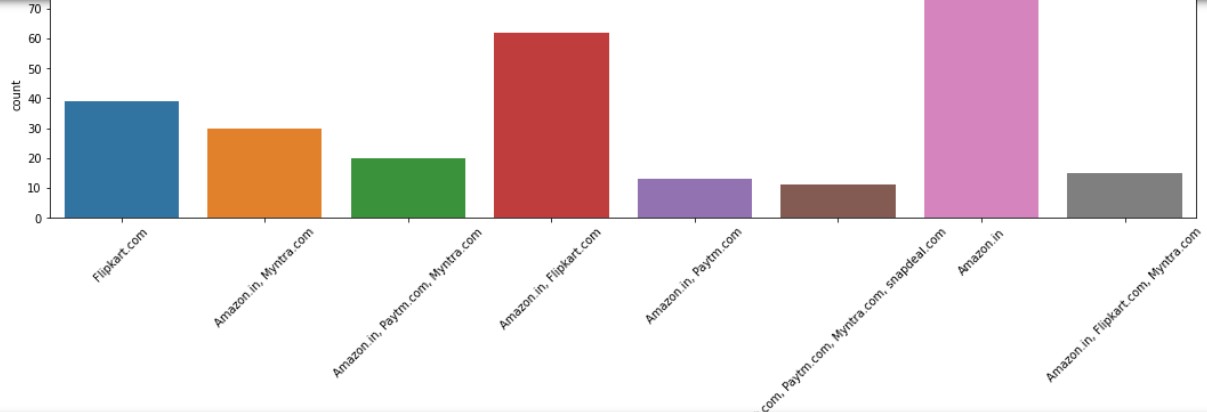 70
60
50
40
30
20
10
0
count
Flipkart.com
Amazon.in, Myntra.com
Amazon.in, Paytm.com, Myntra.com
Amazon.in, Flipkart.com
Amazon.in, Paytm.com
com, Paytm.com, Myntra.com, snapdeal.com
Amazon.in
Amazon.in, Flipkart.com, Myntra.com